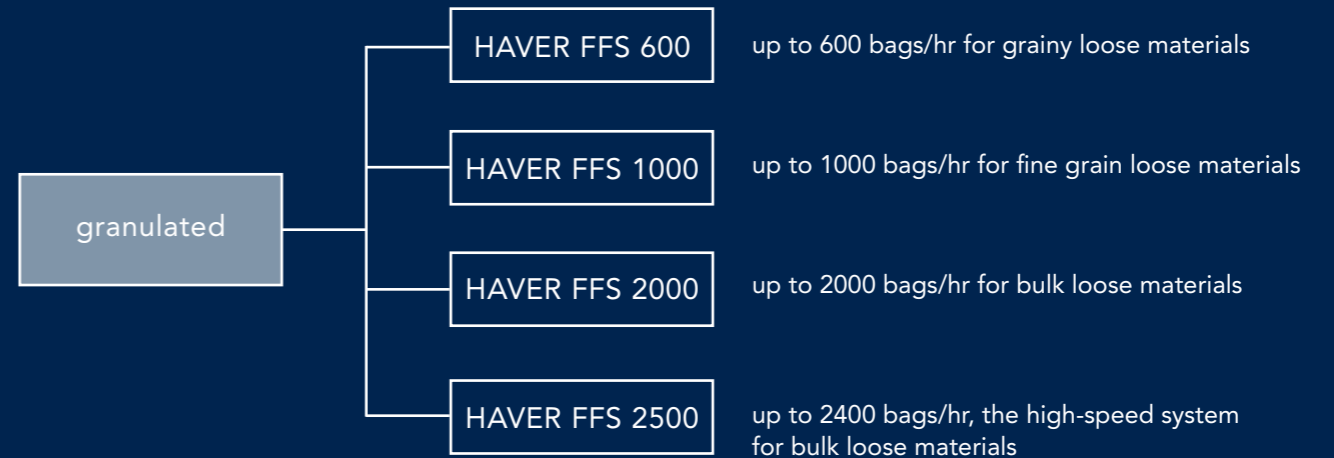 granulated
HAVER FFS 600
up to 600 bags/hr for grainy loose materials
HAVER FFS 1000
up to 1000 bags/hr for fine grain loose materials
HAVER FFS 2000
up to 2000 bags/hr for bulk loose materials
HAVER FFS 2500
up to 2400 bags/hr, the high-speed system
for bulk loose materials